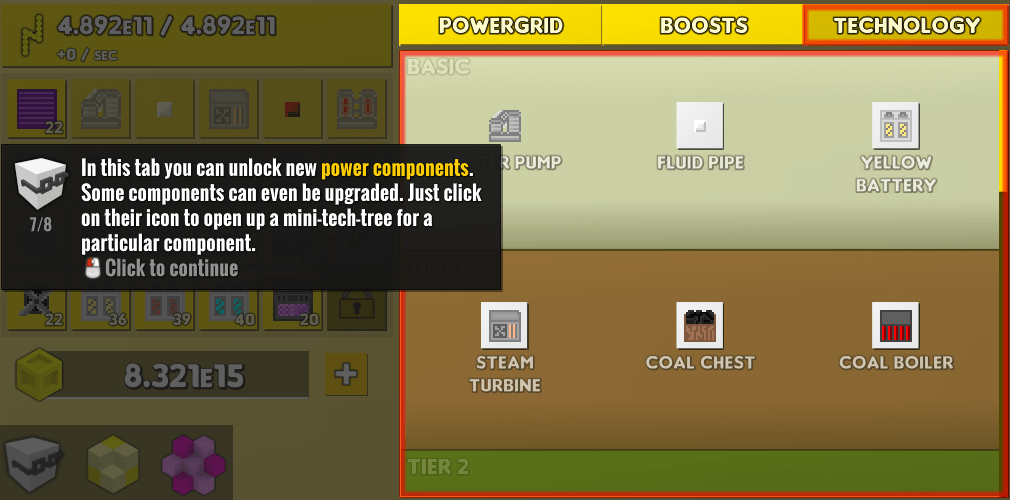 4.892E11 / 4.892E11
+0 / SEC
POWERGRID
BOOSTS
TECHNOLOGY
BASIC
22
PUMP
FLUID PIPE
YELLOW
BATTERY
In this tab you can unlock new power components.
Some components can even be upgraded. Just click
on their icon to open up a mini-tech-tree for a
particular component.
Click to continue
7/8
TIER 1
22
36
39
40
20
STEAM
TURBINE
COAL CHEST
COAL BOILER
8.321E15
+
TIER 2